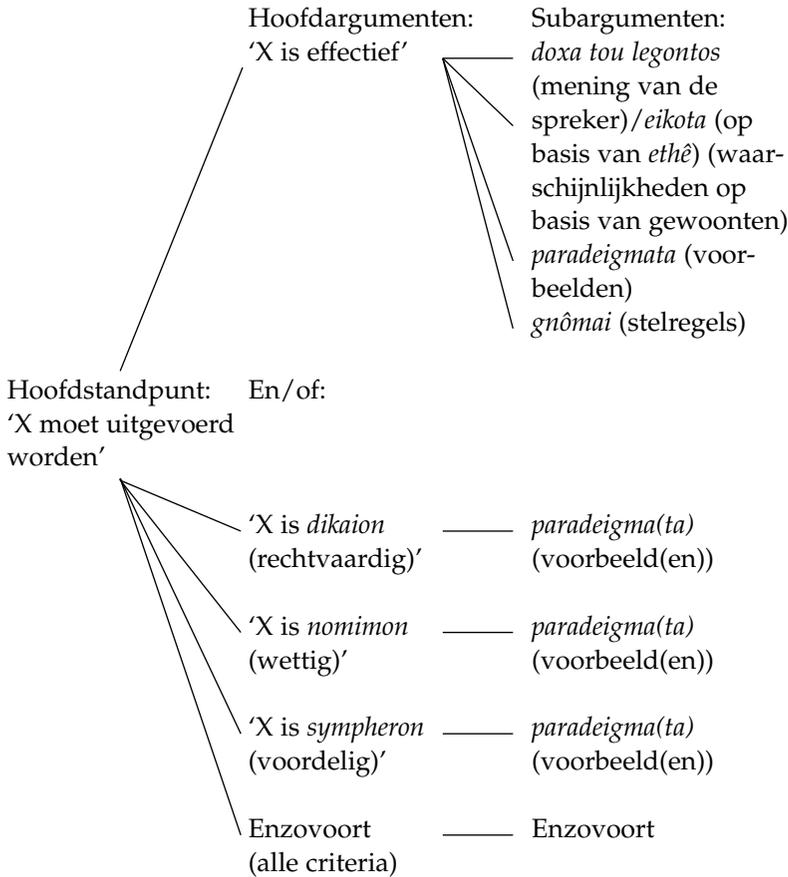 Hoofdargumenten:
‘X is effectief’
Subargumenten:
doxa tou legontos
(mening van de
spreker)/eikota (op
basis van ethê) (waar-
schijnlijkheden op
basis van gewoonten)
paradeigmata (voor-
beelden)
gnômai (stelregels)
Hoofdstandpunt:
‘X moet uitgevoerd
worden’
En/of:
‘X is dikaion
(rechtvaardig)’
paradeigma(ta)
(voorbeeld(en))
‘X is nomimon
(wettig)’
paradeigma(ta)
(voorbeeld(en))
‘X is sympheron
(voordelig)’
paradeigma(ta)
(voorbeeld(en))
Enzovoort
(alle criteria)
Enzovoort